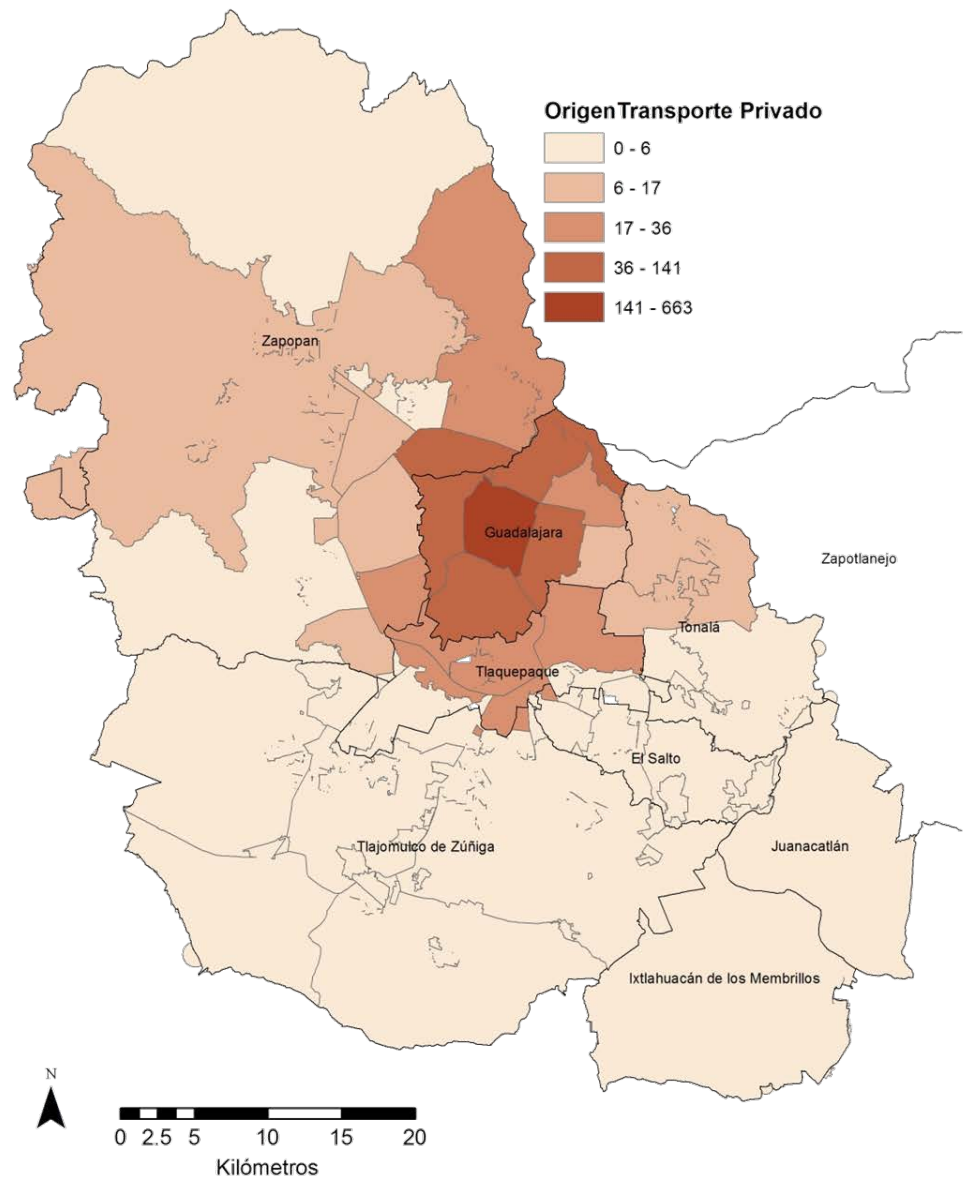 OrigenTransporte Privado
0 - 6
6 - 17
17 - 36
36 - 141
141 - 663
Zapopan
Guadalajara
Zapotlanejo
Tonalá
Tlaquepaque
El Salto
Tlajomulco de Zúñiga
Juanacatlán
Ixtlahuacán de los Membrillos
N
0 2.5 5 10 15 20
Kilómetros